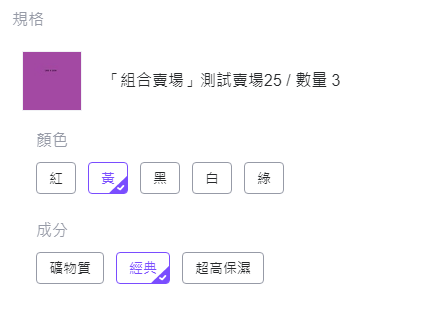 規格
「組合賣場」測試賣場25 / 數量 3
顏色
紅 黃 黑 白 綠
成分
礦物質 經典 超高保濕